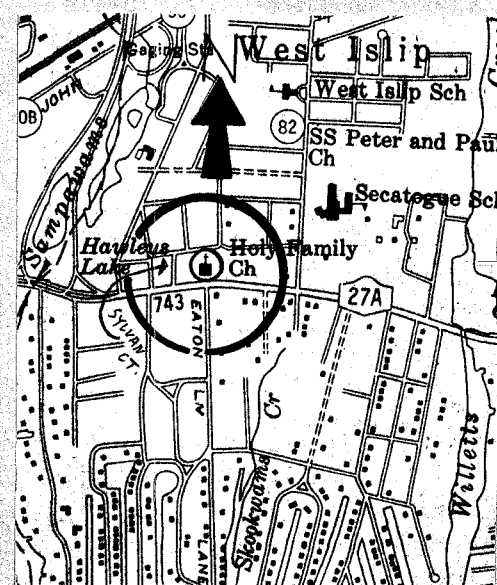 Gaging Sta
West Islip
JOHN
West Islip Sch
0B
82
SS Peter and Paul
Ch
Sampawams
Secatogue Sch
Hawleys
Lake
Holy Family
Ch
27A
743
EATON
SYLVAN
CT
LN
Cr
Skookwams
Willetts
LANE